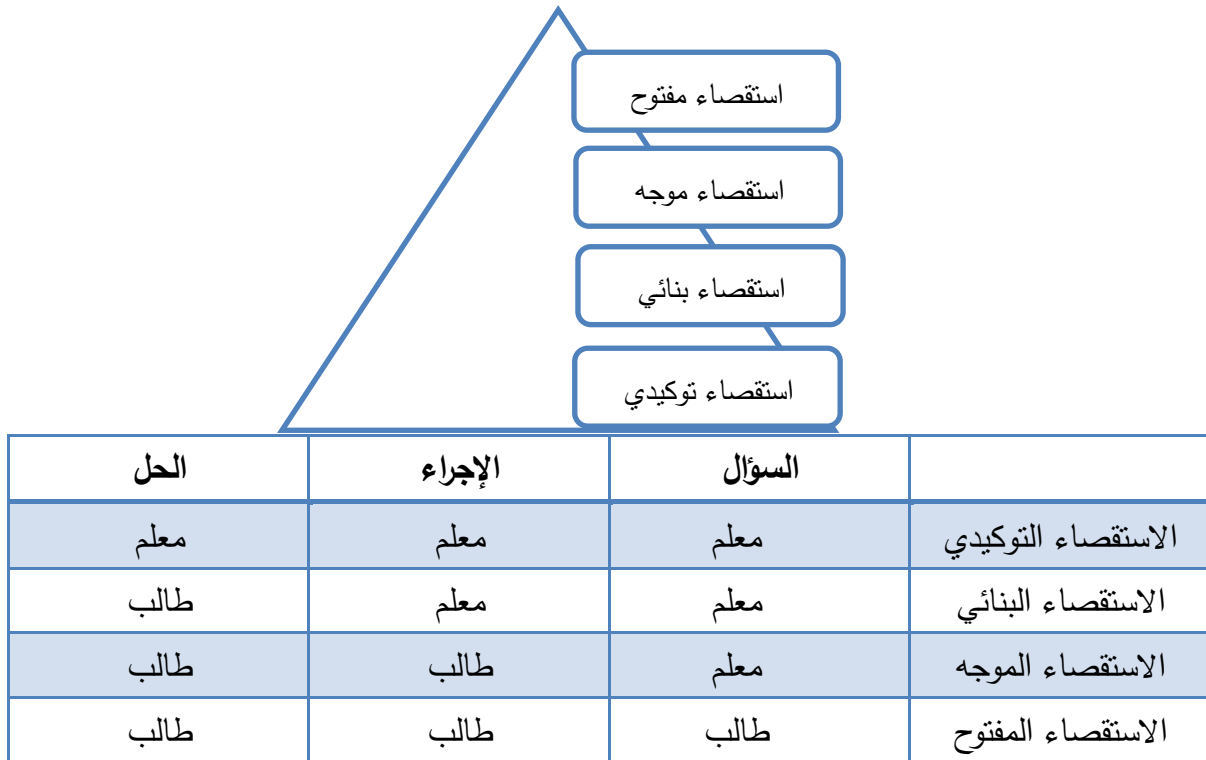 استقصاء مفتوح
استقصاء موجه
استقصاء بنائي
استقصاء توكيدي
السؤال الإجراء الحل
الاستقصاء التوكيدي معلم معلم معلم
الاستقصاء البنائي معلم معلم طالب
الاستقصاء الموجه معلم طالب طالب
الاستقصاء المفتوح طالب طالب طالب